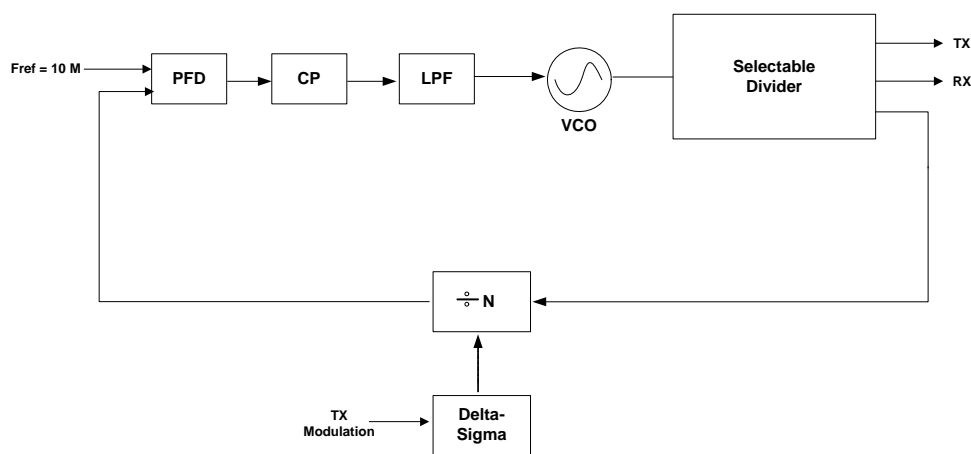 Fref = 10 M
PFD
CP
LPF
VCO
Selectable
Divider
TX
RX
÷ N
TX
Modulation
Delta-
Sigma